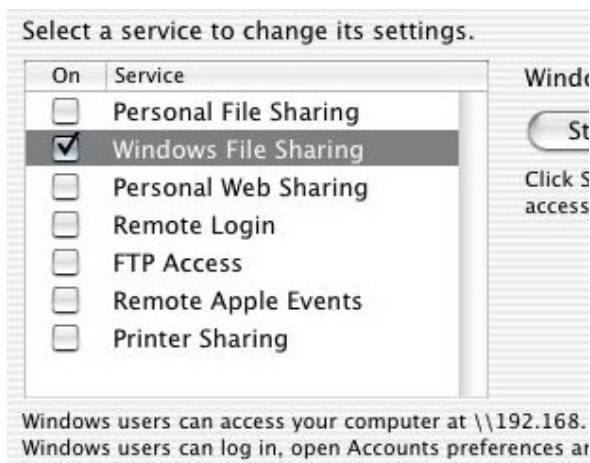 Select a service to change its settings.
On Service
Personal File Sharing
Windows File Sharing
Personal Web Sharing
Remote Login
FTP Access
Remote Apple Events
Printer Sharing
Click
access
Windows users can access your computer at \\192.168.
Windows users can log in, open Accounts preferences